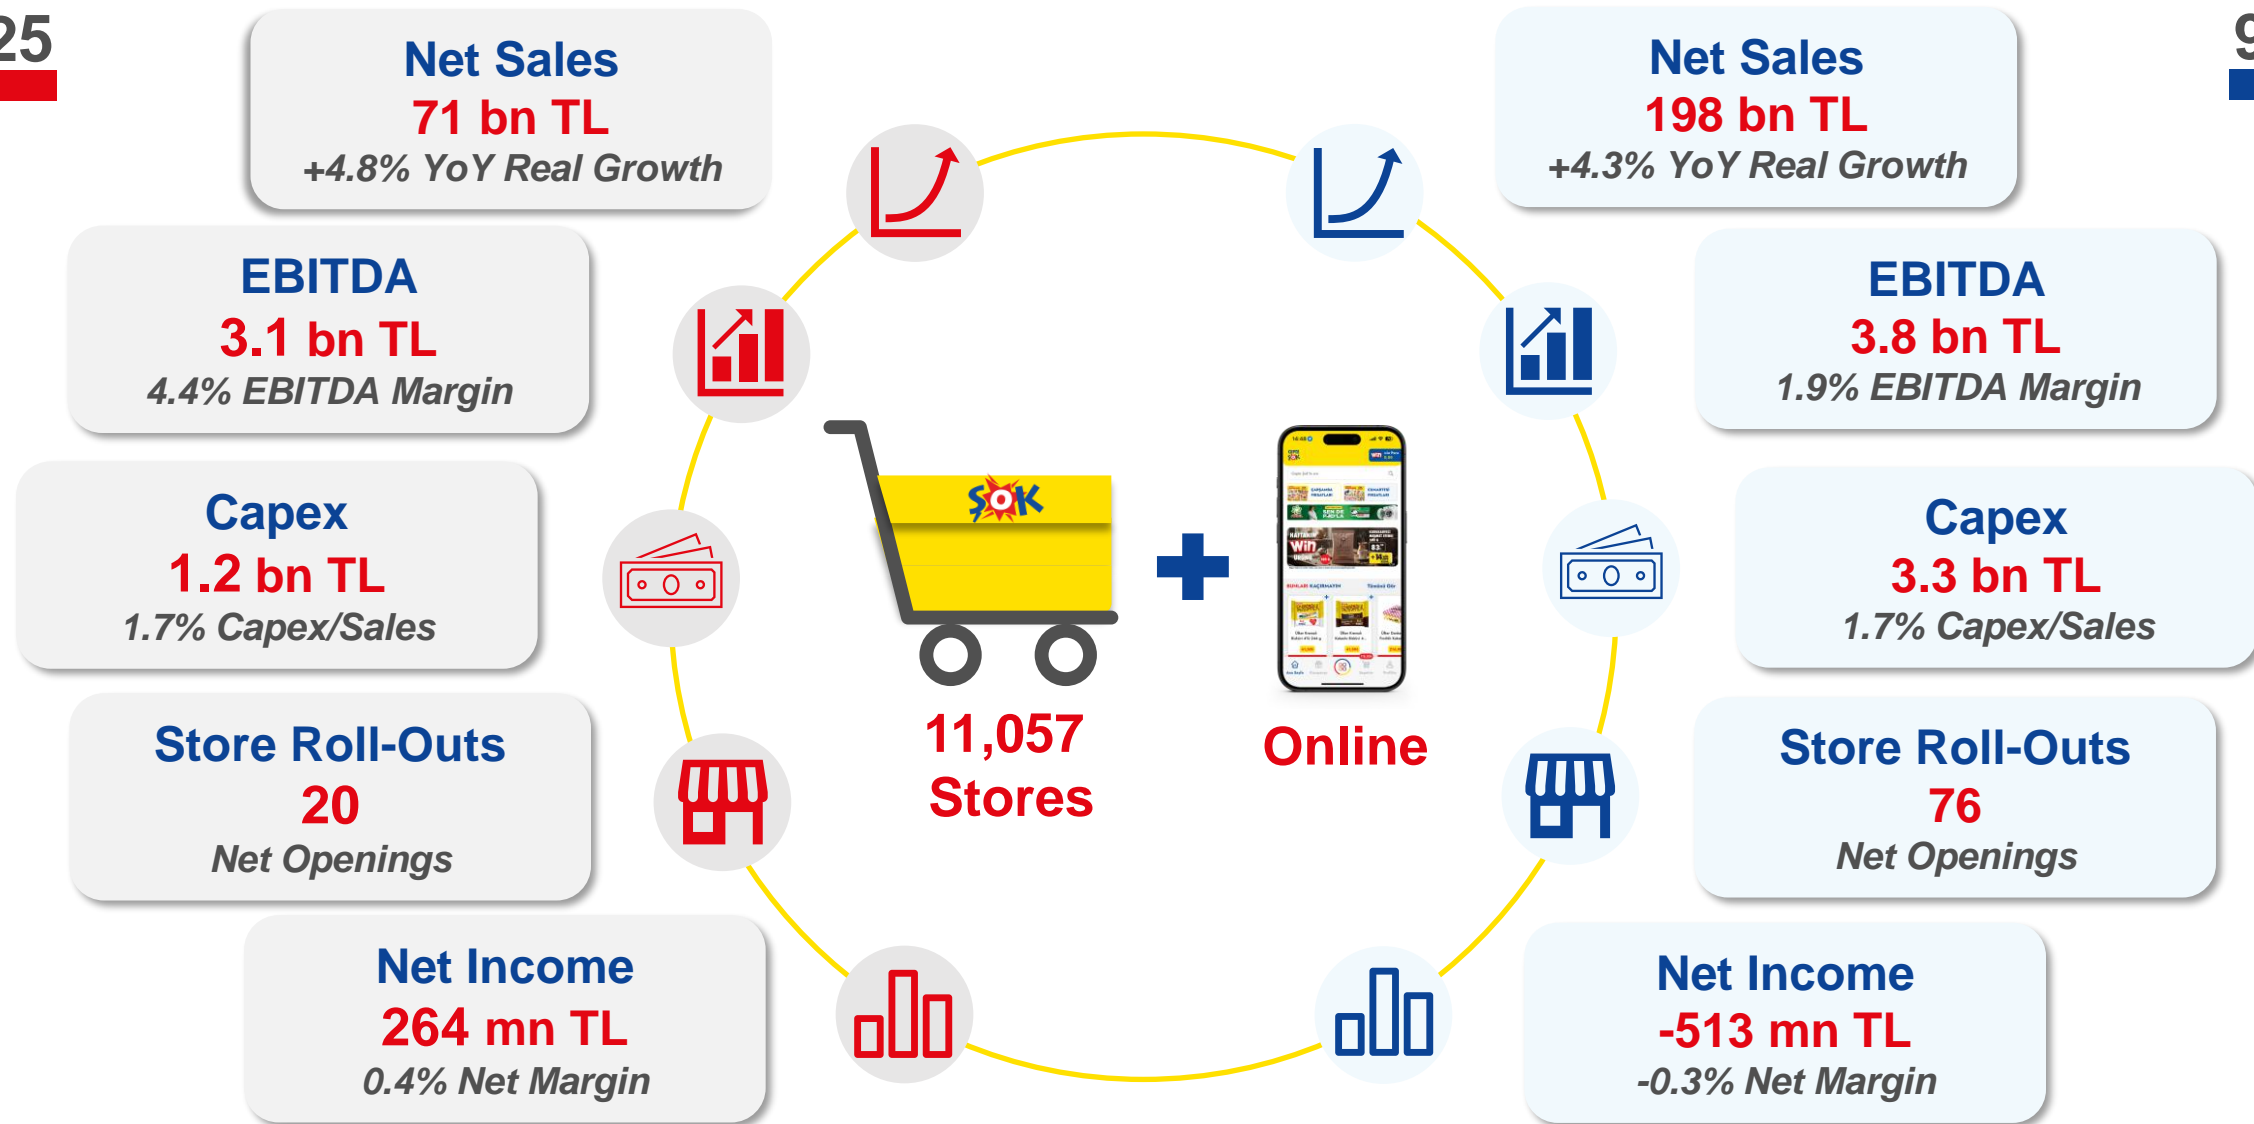 25
9
Net Sales
71 bn TL
+4.8% YoY Real Growth
Net Sales
198 bn TL
+4.3% YoY Real Growth
EBITDA
3.1 bn TL
4.4% EBITDA Margin
EBITDA
3.8 bn TL
1.9% EBITDA Margin
Capex
1.2 bn TL
1.7% Capex/Sales
Capex
3.3 bn TL
1.7% Capex/Sales
ŞOK
11,057
Stores
Online
Store Roll-Outs
20
Net Openings
Store Roll-Outs
76
Net Openings
Net Income
264 mn TL
0.4% Net Margin
Net Income
-513 mn TL
-0.3% Net Margin